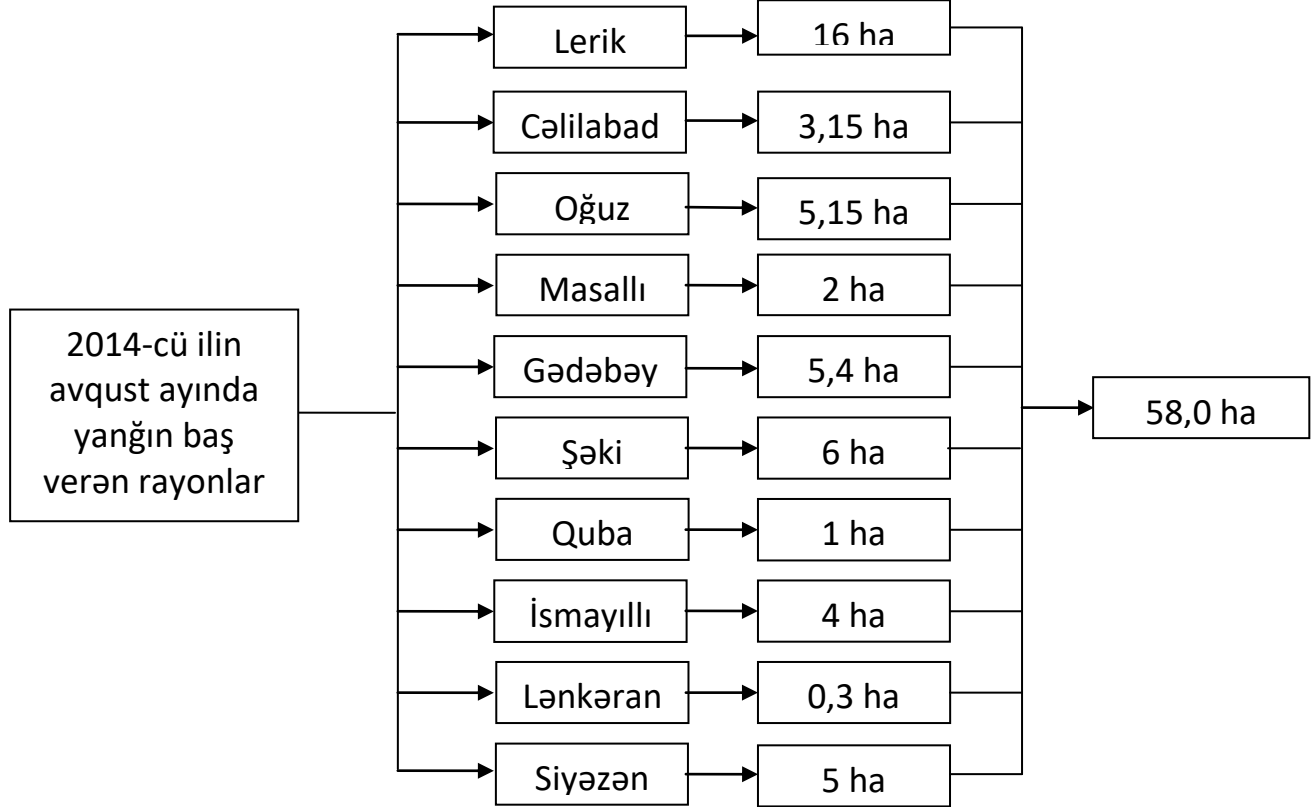 2014-cü ilin
avqust ayında
yanğın baş
verən rayonlar
Lerik
16 ha
Cəlilabad
3,15 ha
Oğuz
5,15 ha
Masallı
2 ha
Gədəbəy
5,4 ha
Şəki
6 ha
Quba
1 ha
İsmayıllı
4 ha
Lənkəran
0,3 ha
Siyəzən
5 ha
58,0 ha